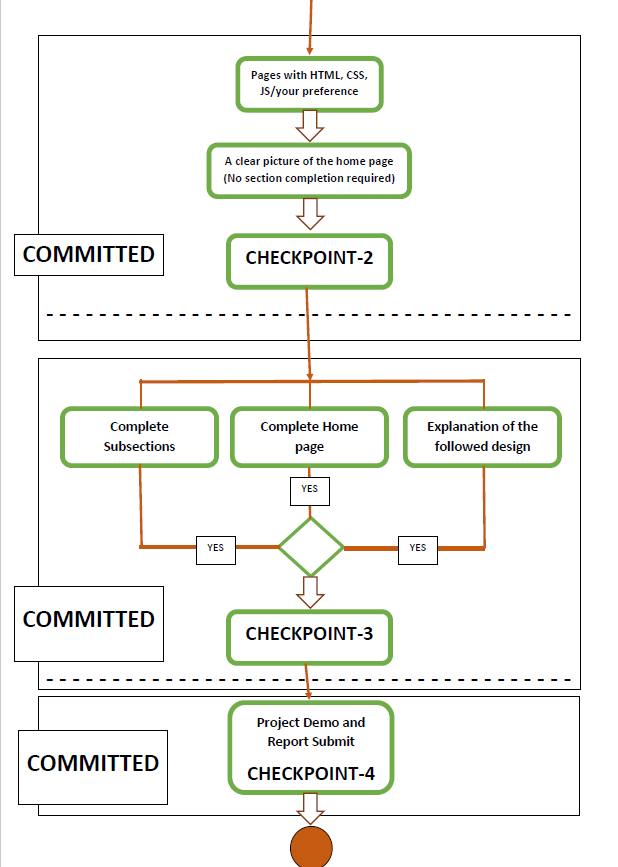 Pages with HTML, CSS,
JS/your preference
A clear picture of the home page
(No section completion required)
COMMITTED
CHECKPOINT-2
Complete
Subsections
Complete Home
page
Explanation of the
followed design
YES
YES
YES
COMMITTED
CHECKPOINT-3
Project Demo and
Report Submit
COMMITTED
CHECKPOINT-4